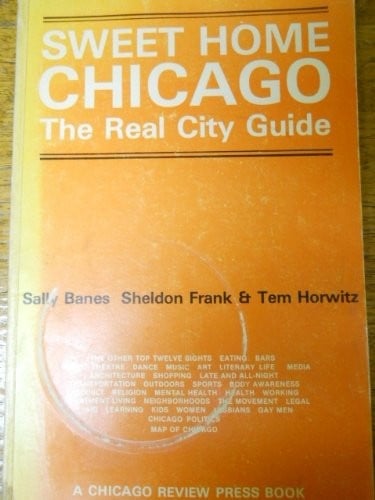 SWEET HOME
CHICAGO
The Real City Guide
Sally Banes Sheldon Frank & Tem Horwitz
OTHER TOP TWELVE SIGHTS EATING BARS
THEATRE DANCE MUSIC ART LITERARY LIFE MEDIA
ARCHITECTURE SHOPPING LATE AND ALL-NIGHT
TRANSPORTATION OUTDOORS SPORTS BODY AWARENESS
RELIGION MENTAL HEALTH HEALTH WORKING
LIVING NEIGHBORHOODS THE MOVEMENT LEGAL
LEARNING KIDS WOMEN LESBIANS GAY MEN
CHICAGO POLITICS
MAP OF CHICAGO
A CHICAGO REVIEW PRESS BOOK